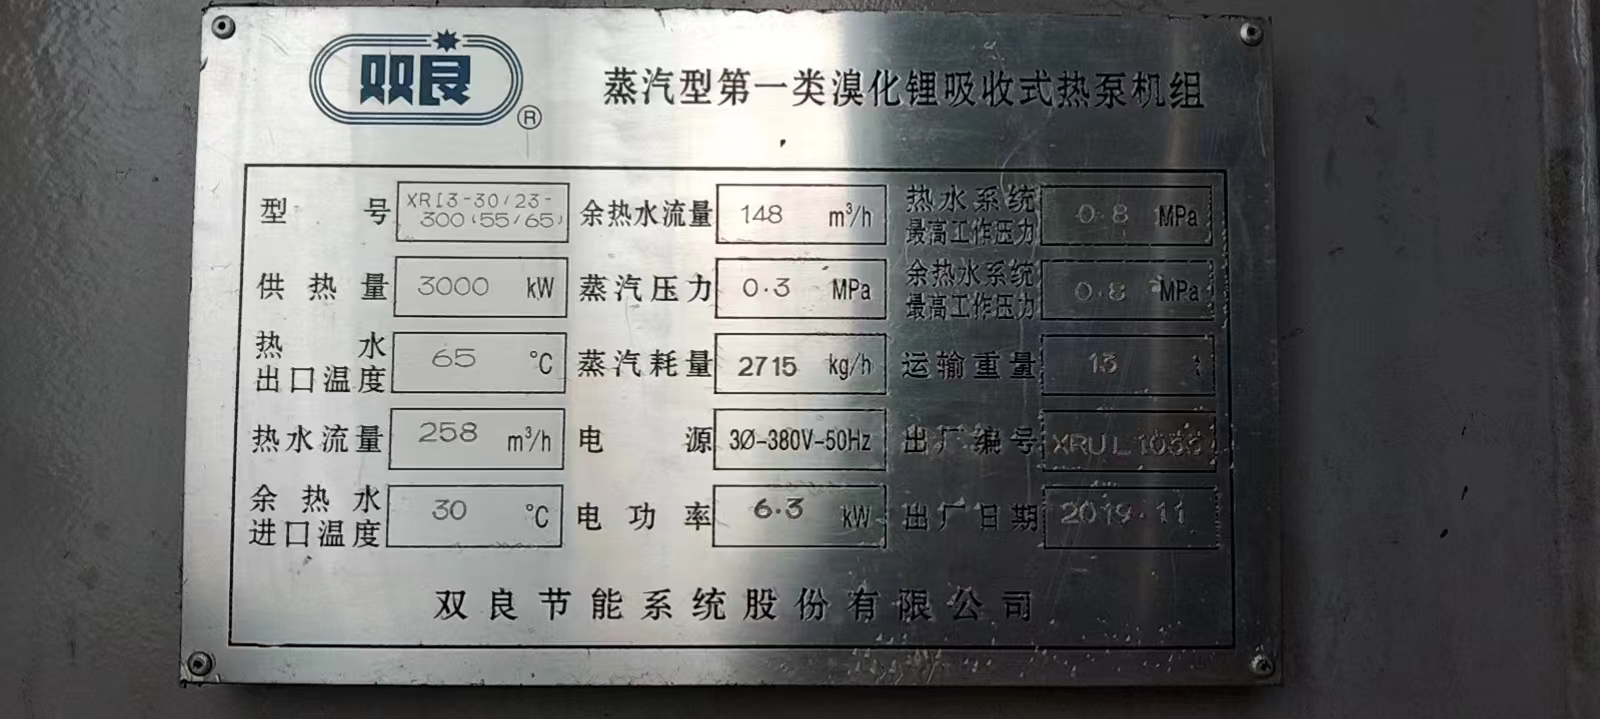 双良
®
蒸汽型第一类溴化锂吸收式热泵机组
型 号 XRI3-30/23-300(55/65) 余热水流量 148 m³/h 热水系统最高工作压力 0.8 MPa
供热量 3000 kW 蒸汽压力 0.3 MPa 余热水系统最高工作压力 0.8 MPa
热水出口温度 65 ℃ 蒸汽耗量 2715 kg/h 运输重量 13 t
热水流量 258 m³/h 电源 3Ø-380V-50Hz 出厂编号
余热水进口温度 30 ℃ 电功率 6.3 kW 出厂日期 2019.11
双良节能系统股份有限公司